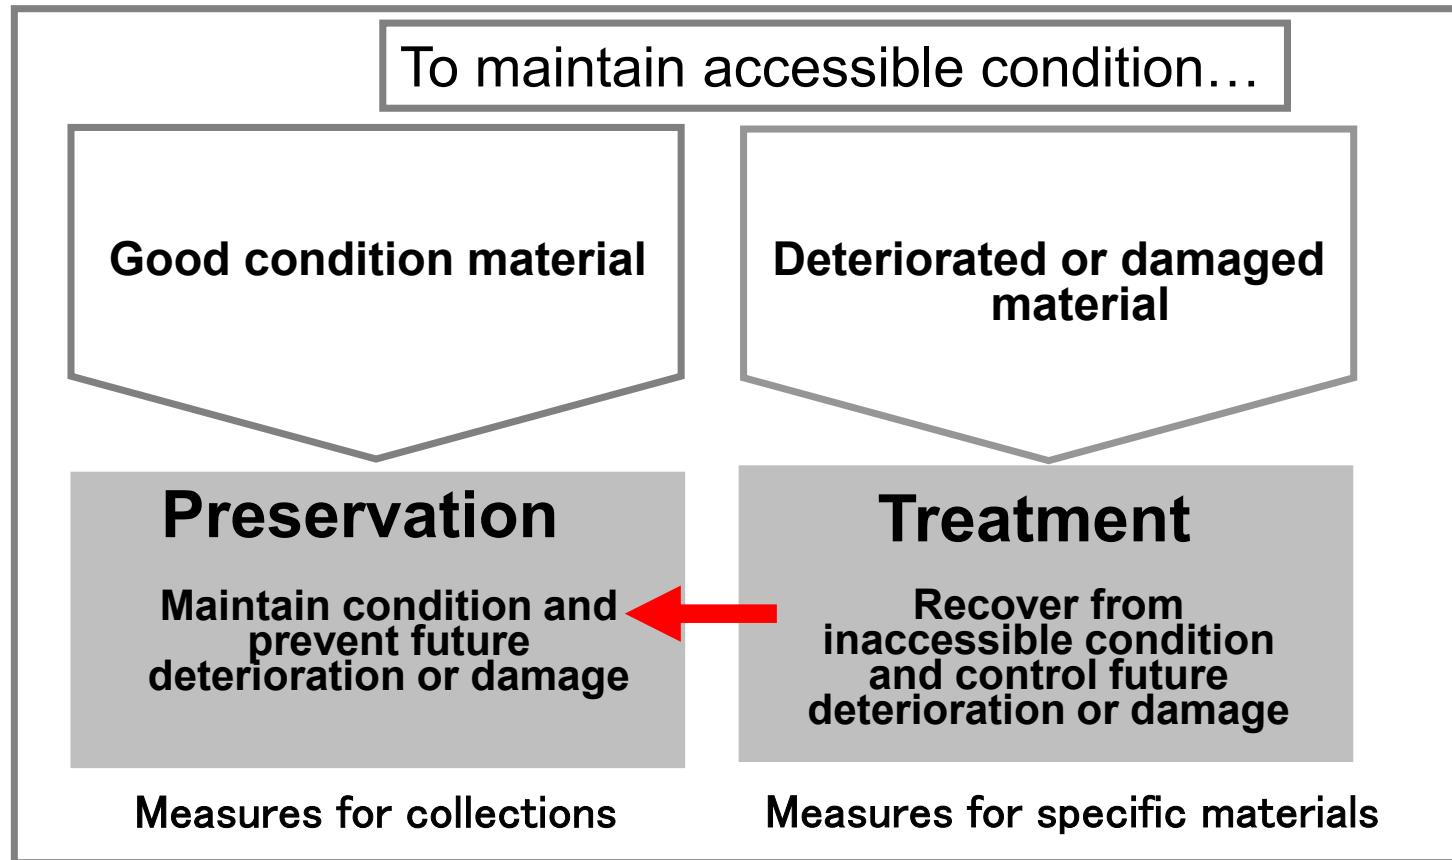 To maintain accessible condition…
Good condition material
Deteriorated or damaged
material
Preservation
Maintain condition and
prevent future
deterioration or damage
Treatment
Recover from
inaccessible condition
and control future
deterioration or damage
Measures for collections
Measures for specific materials